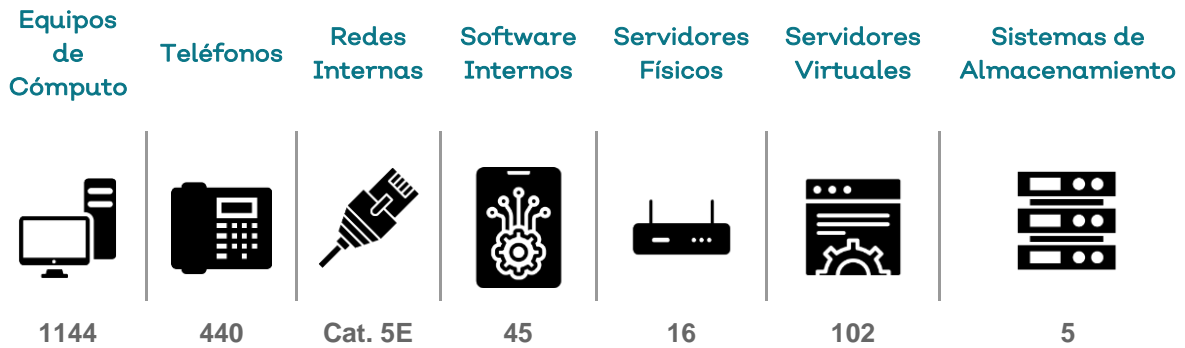 Equipos
de
Cómputo
Teléfonos
Redes
Internas
Software
Internos
Servidores
Físicos
Servidores
Virtuales
Sistemas de
Almacenamiento
1144
440
Cat. 5E
45
16
102
5